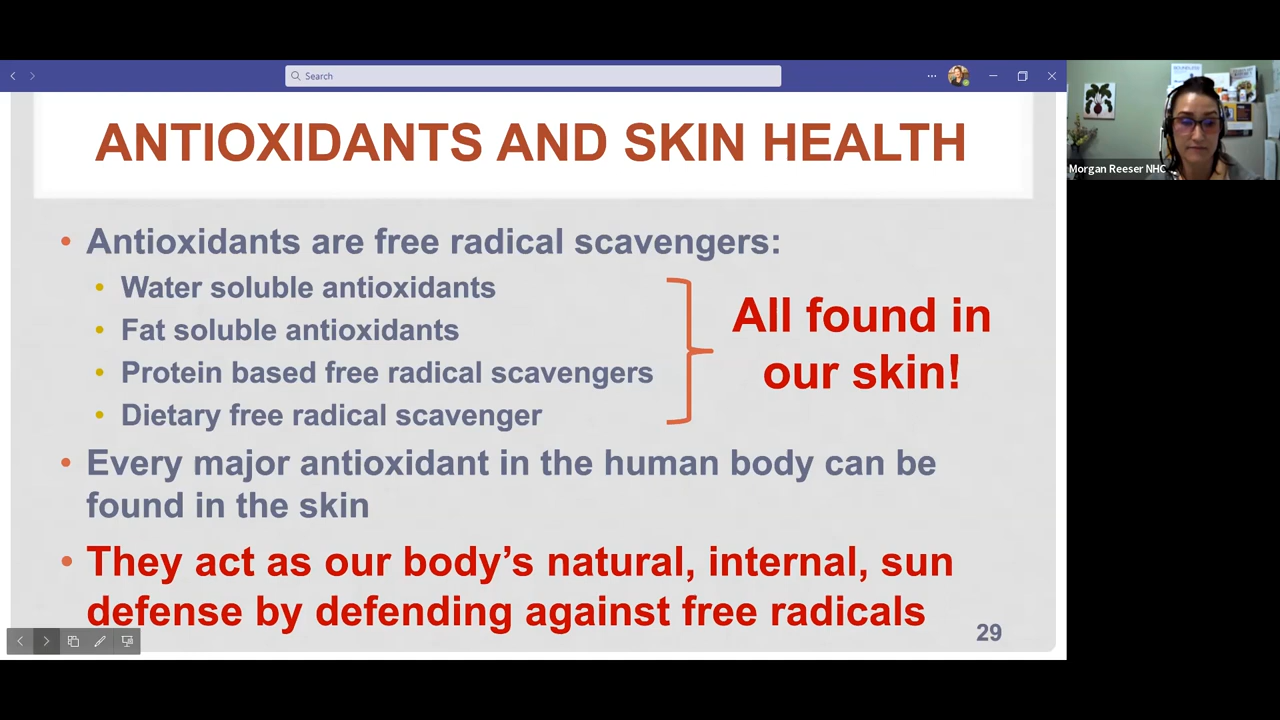 Search
ANTIOXIDANTS AND SKIN HEALTH
• Antioxidants are free radical scavengers:
• Water soluble antioxidants
• Fat soluble antioxidants
• Protein based free radical scavengers
• Dietary free radical scavenger
All found in
our skin!
• Every major antioxidant in the human body can be
found in the skin
• They act as our body’s natural, internal, sun
defense by defending against free radicals
29
Morgan Reeser NHC